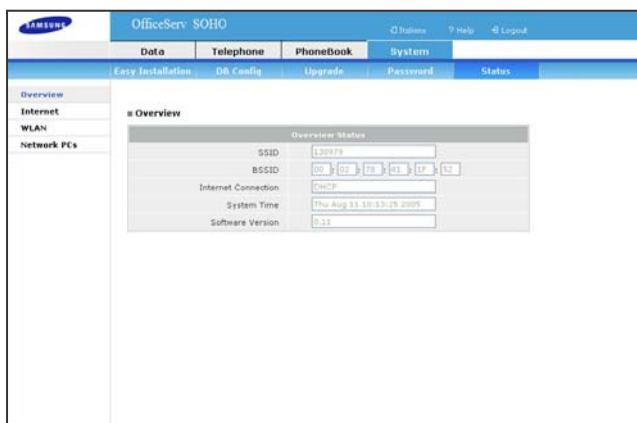 SAMSUNG
OfficeServ SOHO
Italiano ? Help Logout
Data Telephone PhoneBook System
Easy Installation DB Config Upgrade Password Status
Overview
Internet
WLAN
Network PCs
Overview
Overview Status
SSID 130979
BSSID 00 : 02 : 78 : 41 : 1F : 52
Internet Connection DHCP
System Time Thu Aug 11 10:13:25 2005
Software Version 0.11